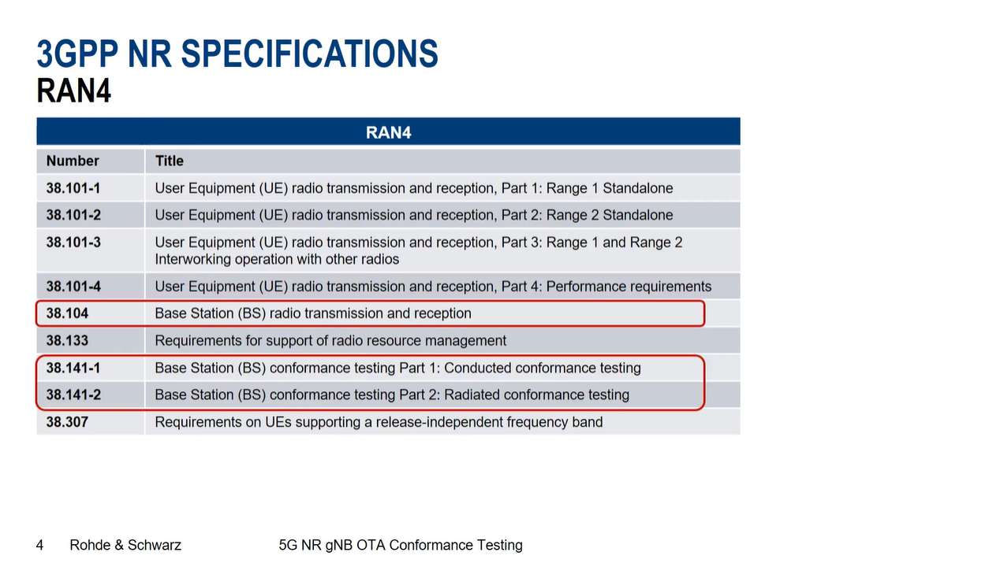 3GPP NR SPECIFICATIONS
RAN4
RAN4
Number Title
38.101-1 User Equipment (UE) radio transmission and reception, Part 1: Range 1 Standalone
38.101-2 User Equipment (UE) radio transmission and reception, Part 2: Range 2 Standalone
38.101-3 User Equipment (UE) radio transmission and reception, Part 3: Range 1 and Range 2
Interworking operation with other radios
38.101-4 User Equipment (UE) radio transmission and reception, Part 4: Performance requirements
38.104 Base Station (BS) radio transmission and reception
38.133 Requirements for support of radio resource management
38.141-1 Base Station (BS) conformance testing Part 1: Conducted conformance testing
38.141-2 Base Station (BS) conformance testing Part 2: Radiated conformance testing
38.307 Requirements on UEs supporting a release-independent frequency band
4 Rohde & Schwarz 5G NR gNB OTA Conformance Testing